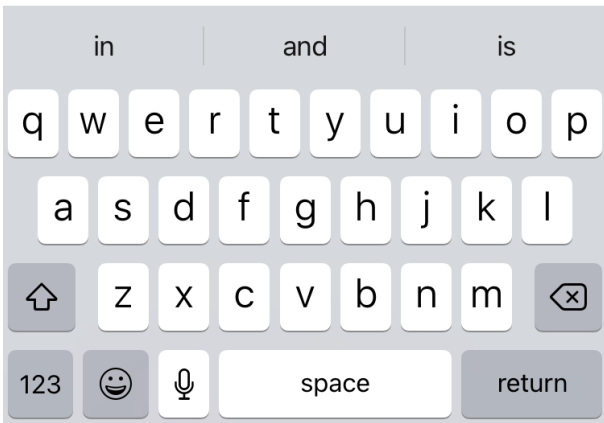 in and is
q w e r t y u i o p
a s d f g h j k l
z x c v b n m
123 space return